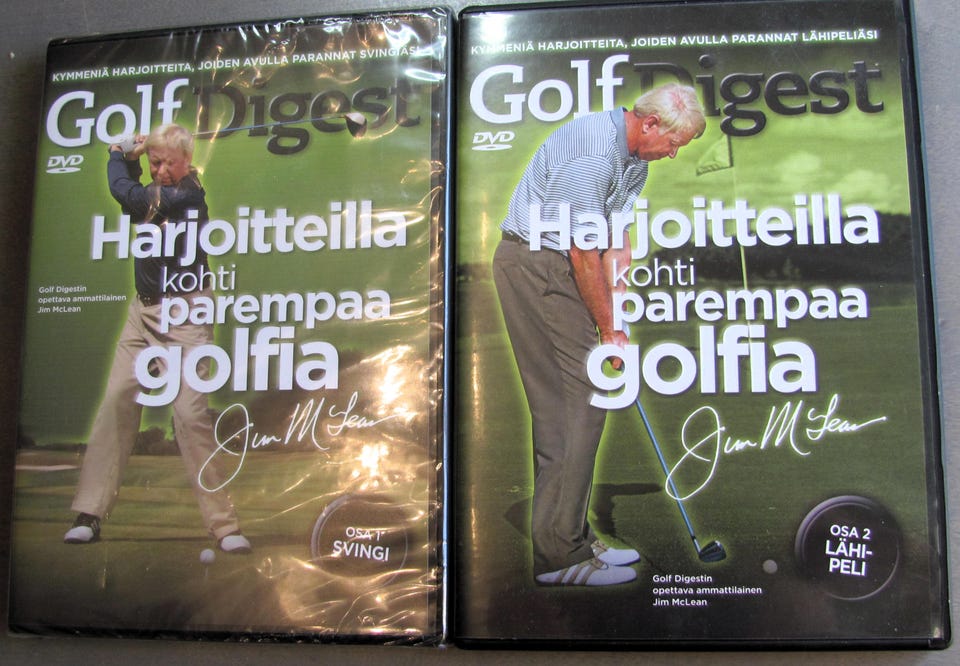 KYMMENIÄ HARJOITTEITA, JOIDEN AVULLA PARANNAT SVINGIÄSI
Golf Digest
DVD
Harjoitteilla
kohti
parempaa
golfia
Golf Digestin
opettava ammattilainen
Jim McLean
Jim McLean
OSA 1
SVINGI
KYMMENIÄ HARJOITTEITA, JOIDEN AVULLA PARANNAT LÄHIPELIÄSI
Golf Digest
DVD
Harjoitteilla
kohti
parempaa
golfia
Jim McLean
OSA 2
LÄHI-
PELI
Golf Digestin
opettava ammattilainen
Jim McLean